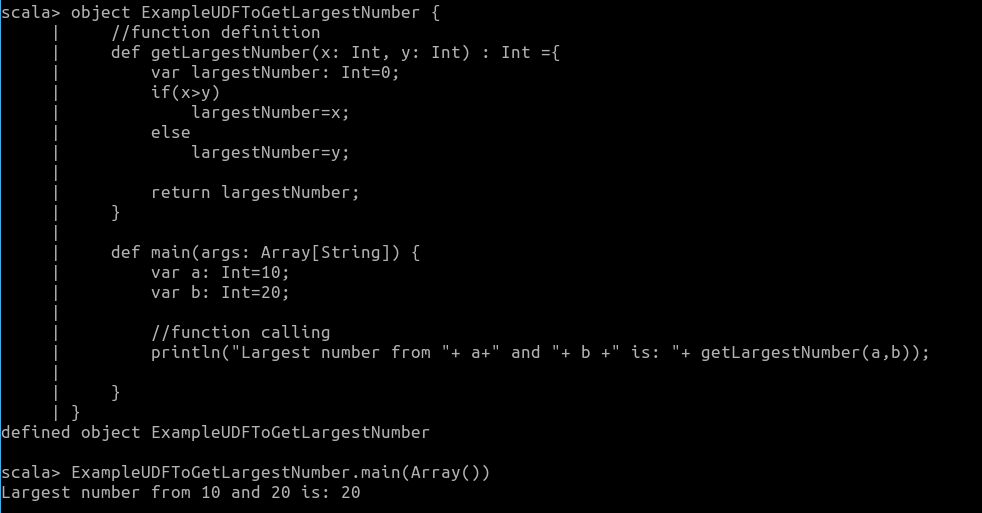 scala> object ExampleUDFToGetLargestNumber {
     |     //function definition
     |     def getLargestNumber(x: Int, y: Int) : Int ={
     |         var largestNumber: Int=0;
     |         if(x>y)
     |             largestNumber=x;
     |         else
     |             largestNumber=y;
     |
     |         return largestNumber;
     |     }
     |
     |     def main(args: Array[String]) {
     |         var a: Int=10;
     |         var b: Int=20;
     |
     |         //function calling
     |         println("Largest number from "+ a+" and "+ b +" is: "+ getLargestNumber(a,b));
     |
     |     }
     | }
defined object ExampleUDFToGetLargestNumber

scala> ExampleUDFToGetLargestNumber.main(Array())
Largest number from 10 and 20 is: 20